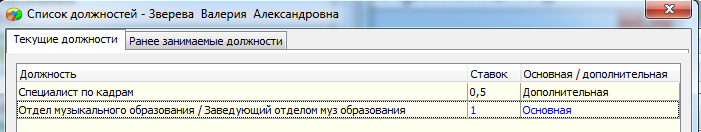 Список должностей - Зверева Валерия Александровна
Текущие должности Ранее занимаемые должности
Должность Ставок Основная / дополнительная
Специалист по кадрам 0,5 Дополнительная
Отдел музыкального образования / Заведующий отделом муз образования 1 Основная